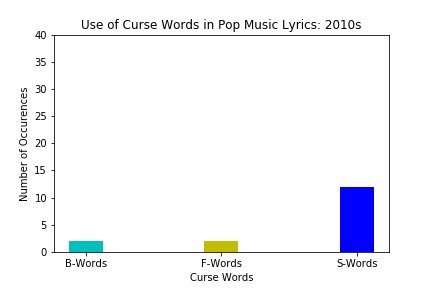 Use of Curse Words in Pop Music Lyrics: 2010s
Number of Occurences
40
35
30
25
20
15
10
5
0
B-Words F-Words S-Words
Curse Words